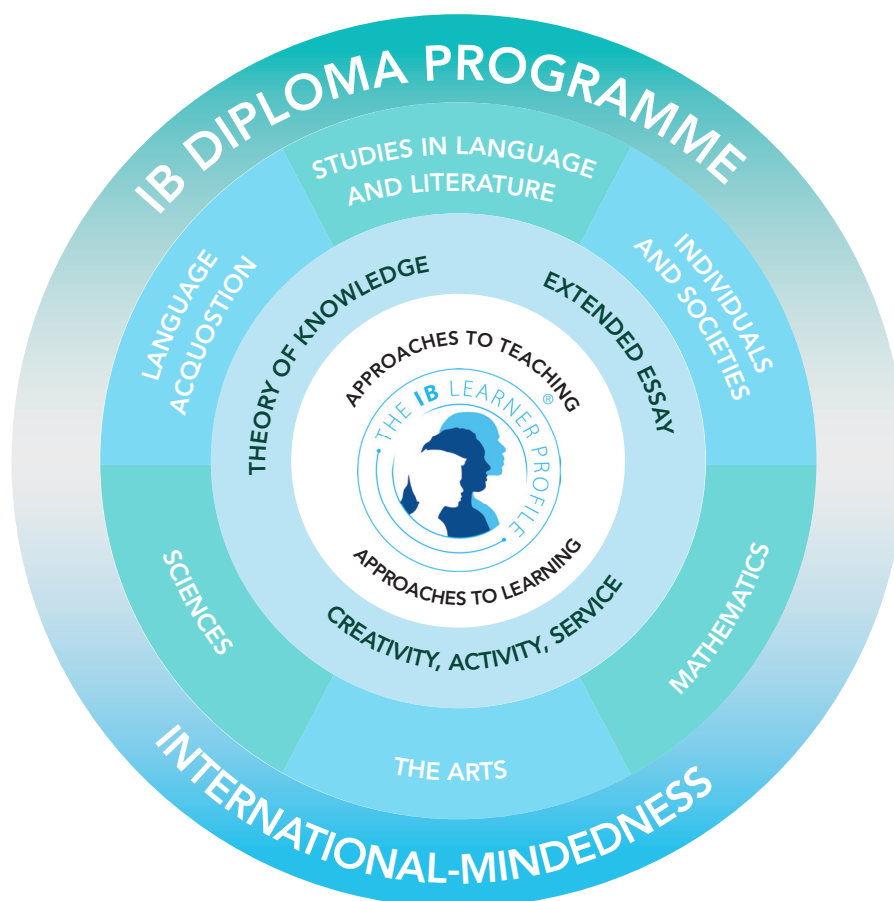 IB DIPLOMA PROGRAMME
STUDIES IN LANGUAGE
AND LITERATURE
LANGUAGE
ACQUOSTION
INDIVIDUALS
AND SOCIETIES
THEORY OF KNOWLEDGE
EXTENDED ESSAY
APPROACHES TO TEACHING
THE IB LEARNER PROFILE
®
APPROACHES TO LEARNING
CREATIVITY, ACTIVITY, SERVICE
SCIENCES
MATHEMATICS
THE ARTS
INTERNATIONAL-MINDEDNESS